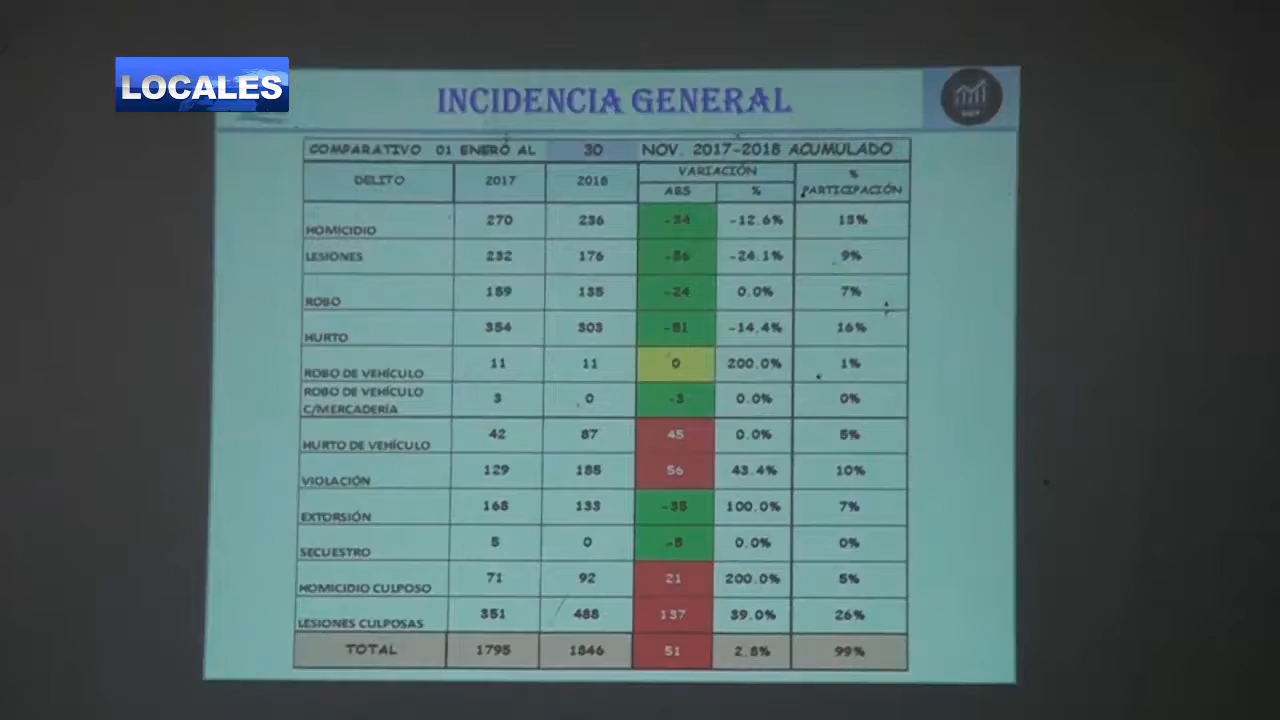 LOCALES
INCIDENCIA GENERAL
COMPARATIVO 01 ENERO AL 30 NOV. 2017-2018 ACUMULADO
DELITO 2017 2018 VARIACIÓN % PARTICIPACIÓN
ABS %
HOMICIDIO 270 236 -34 -12.6% 13%
LESIONES 232 176 -56 -24.1% 9%
ROBO 159 135 -24 0.0% 7%
HURTO 354 303 -51 -14.4% 16%
ROBO DE VEHÍCULO 11 11 0 200.0% 1%
ROBO DE VEHÍCULO C/MERCADERÍA 3 0 -3 0.0% 0%
HURTO DE VEHÍCULO 42 87 45 0.0% 5%
VIOLACIÓN 129 185 56 43.4% 10%
EXTORSIÓN 168 133 -35 100.0% 7%
SECUESTRO 5 0 -5 0.0% 0%
HOMICIDIO CULPOSO 71 92 21 200.0% 5%
LESIONES CULPOSAS 351 488 137 39.0% 26%
TOTAL 1795 1846 51 2.8% 99%